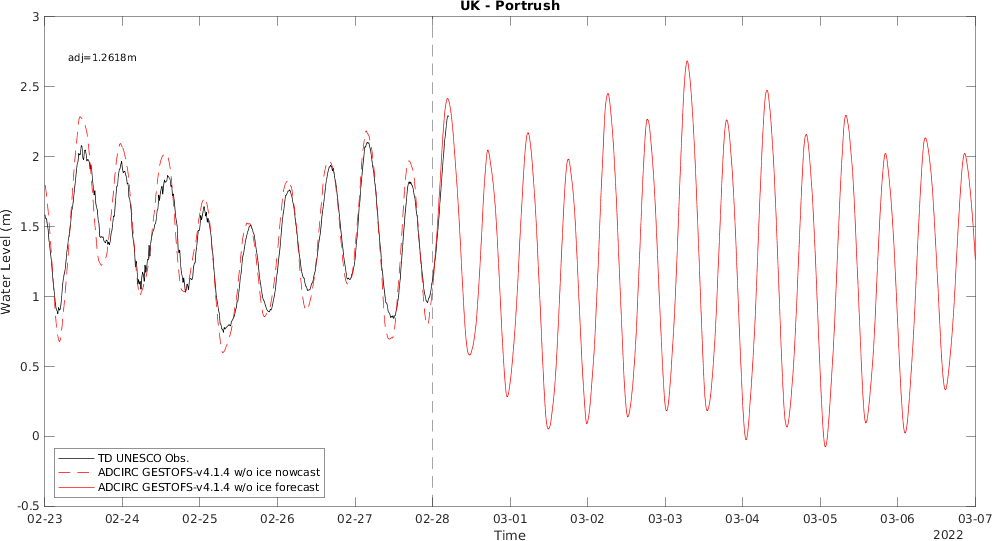 UK - Portrush
adj=1.2618m
3
2.5
2
1.5
1
0.5
0
-0.5
Water Level (m)
TD UNESCO Obs.
ADCIRC GESTOFS-v4.1.4 w/o ice nowcast
ADCIRC GESTOFS-v4.1.4 w/o ice forecast
02-23 02-24 02-25 02-26 02-27 02-28 03-01 03-02 03-03 03-04 03-05 03-06 03-07
Time
2022